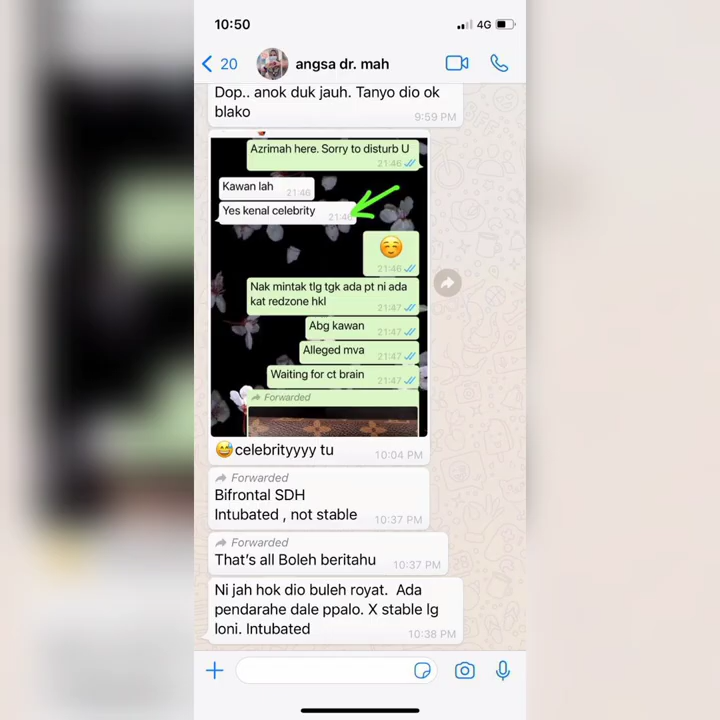 10:50
4G
20
angsa dr. mah
Dop.. anok duk jauh. Tanyo dio ok
blako
9:59 PM
Azrimah here. Sorry to disturb U
21:46
Kawan lah
21:46
Yes kenal celebrity
21:46
21:46
Nak mintak tlg tgk ada pt ni ada
kat redzone hkl
21:47
Abg kawan
21:47
Alleged mva
21:47
Waiting for ct brain
21:47
Forwarded
😅celebrityyyy tu
10:04 PM
Forwarded
Bifrontal SDH
Intubated , not stable
10:37 PM
Forwarded
That's all Boleh beritahu
10:37 PM
Ni jah hok dio buleh royat. Ada
pendarahe dale ppalo. X stable lg
loni. Intubated
10:38 PM